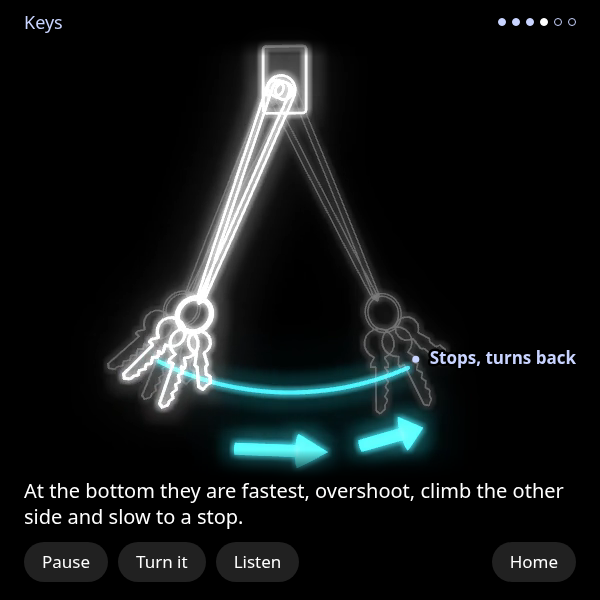 Keys
Stops, turns back
At the bottom they are fastest, overshoot, climb the other
side and slow to a stop.
Pause
Turn it
Listen
Home